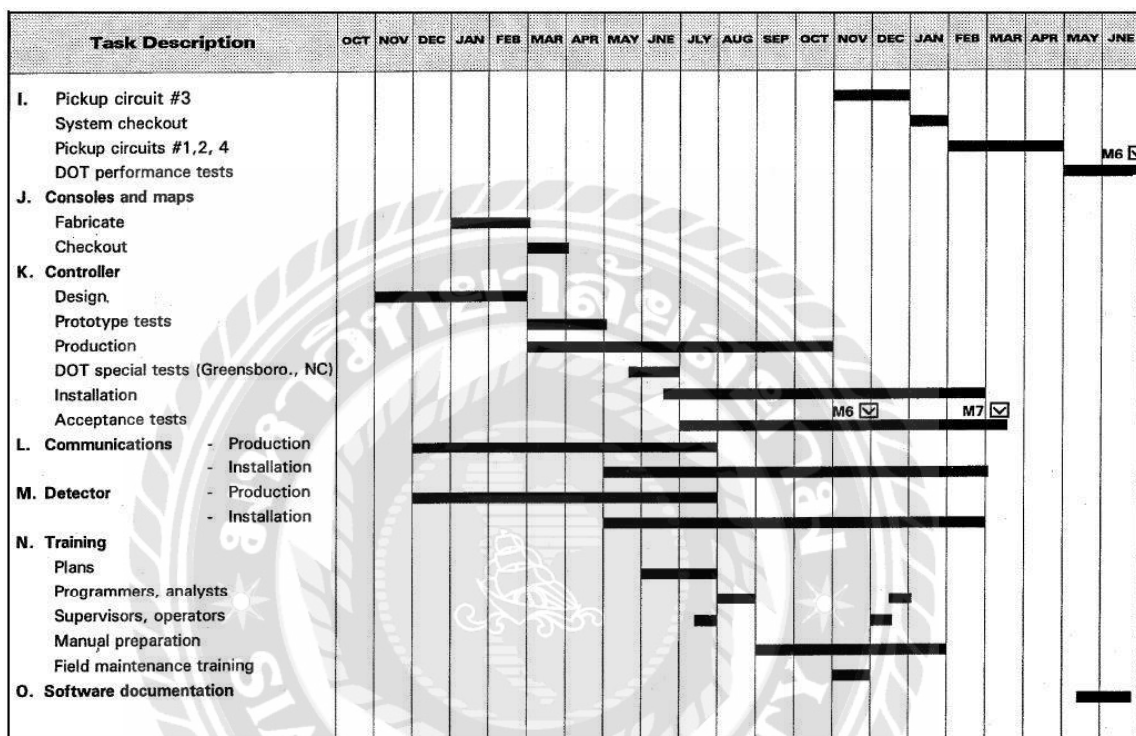 Task Description OCT NOV DEC JAN FEB MAR APR MAY JNE JLY AUG SEP OCT NOV DEC JAN FEB MAR APR MAY JNE
I. Pickup circuit #3
System checkout
Pickup circuits #1,2, 4
M6
DOT performance tests
J. Consoles and maps
Fabricate
Checkout
K. Controller
Design.
Prototype tests
Production
DOT special tests (Greensboro., NC)
Installation
Acceptance tests M6 M7
L. Communications - Production
- Installation
M. Detector - Production
- Installation
N. Training
Plans
Programmers, analysts
Supervisors, operators
Manual preparation
Field maintenance training
O. Software documentation